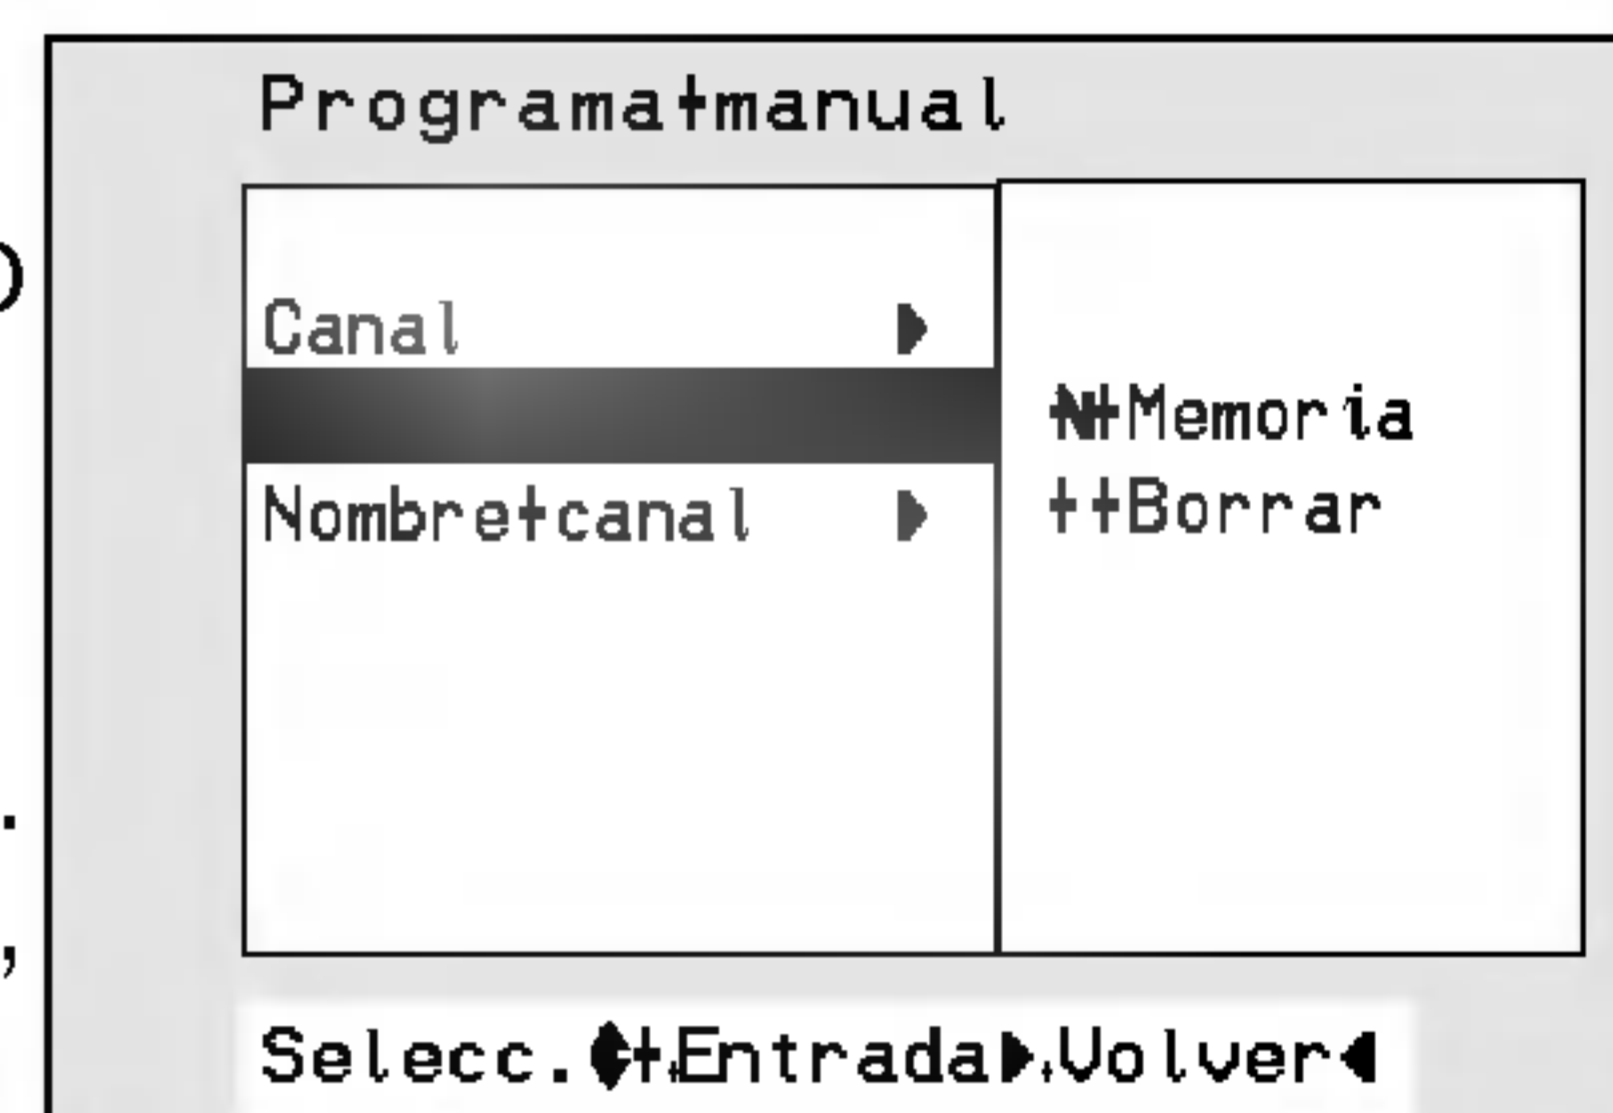 Programa†manual
Canal ▶
Memoria
Nombre†canal ▶
††Borrar
Selecc. Entrada▶ Volver◀